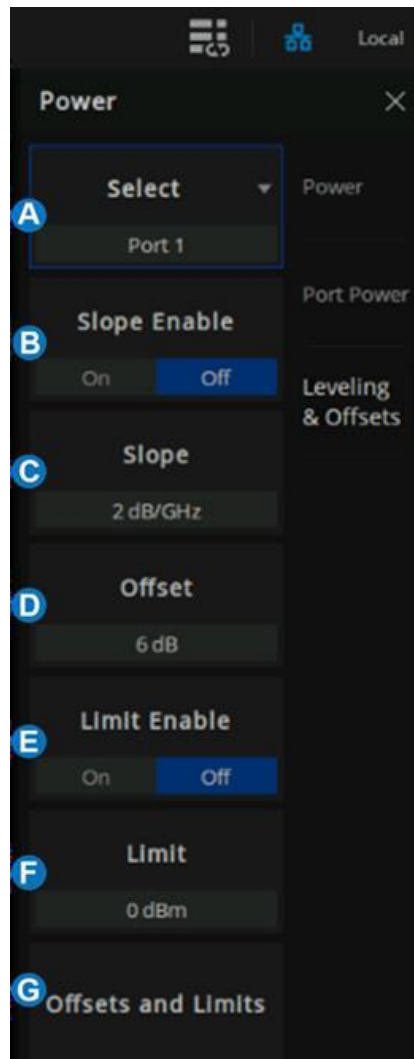 Local
Power
A
Select
Port 1
Power
B
Slope Enable
On Off
Port Power
C
Slope
2 dB/GHz
Leveling
& Offsets
D
Offset
6 dB
E
Limit Enable
On Off
F
Limit
0 dBm
G
Offsets and Limits